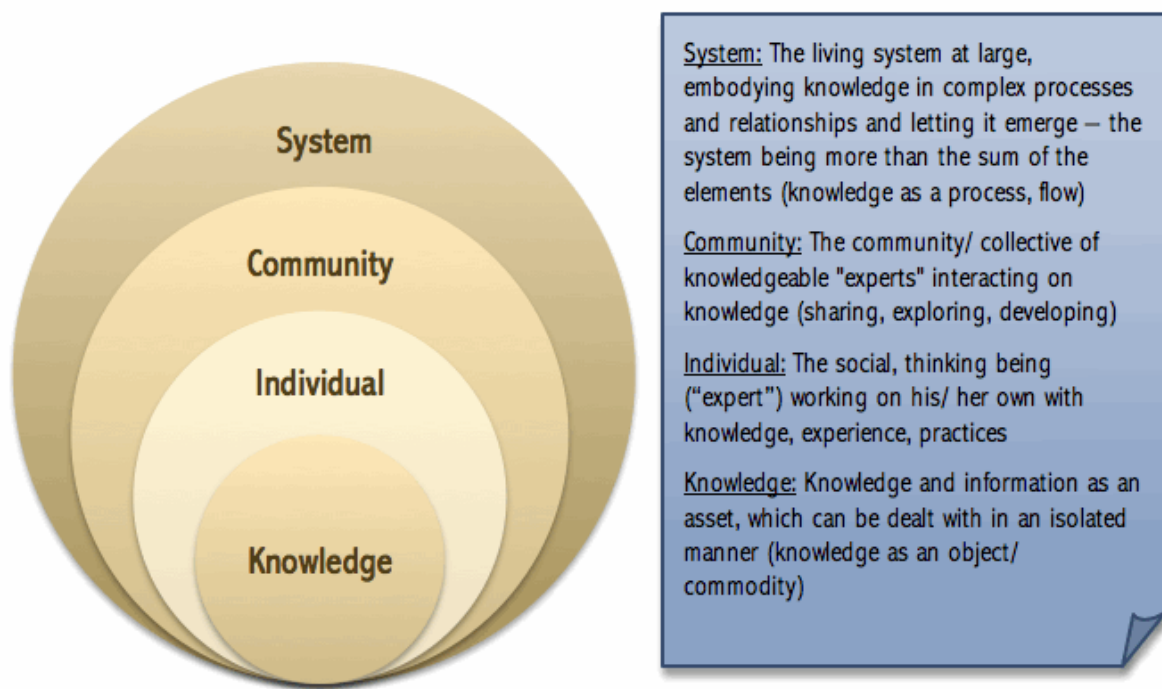 System
Community
Individual
Knowledge
System: The living system at large,
embodying knowledge in complex processes
and relationships and letting it emerge – the
system being more than the sum of the
elements (knowledge as a process, flow)
Community: The community/ collective of
knowledgeable "experts" interacting on
knowledge (sharing, exploring, developing)
Individual: The social, thinking being
(“expert”) working on his/ her own with
knowledge, experience, practices
Knowledge: Knowledge and information as an
asset, which can be dealt with in an isolated
manner (knowledge as an object/
commodity)